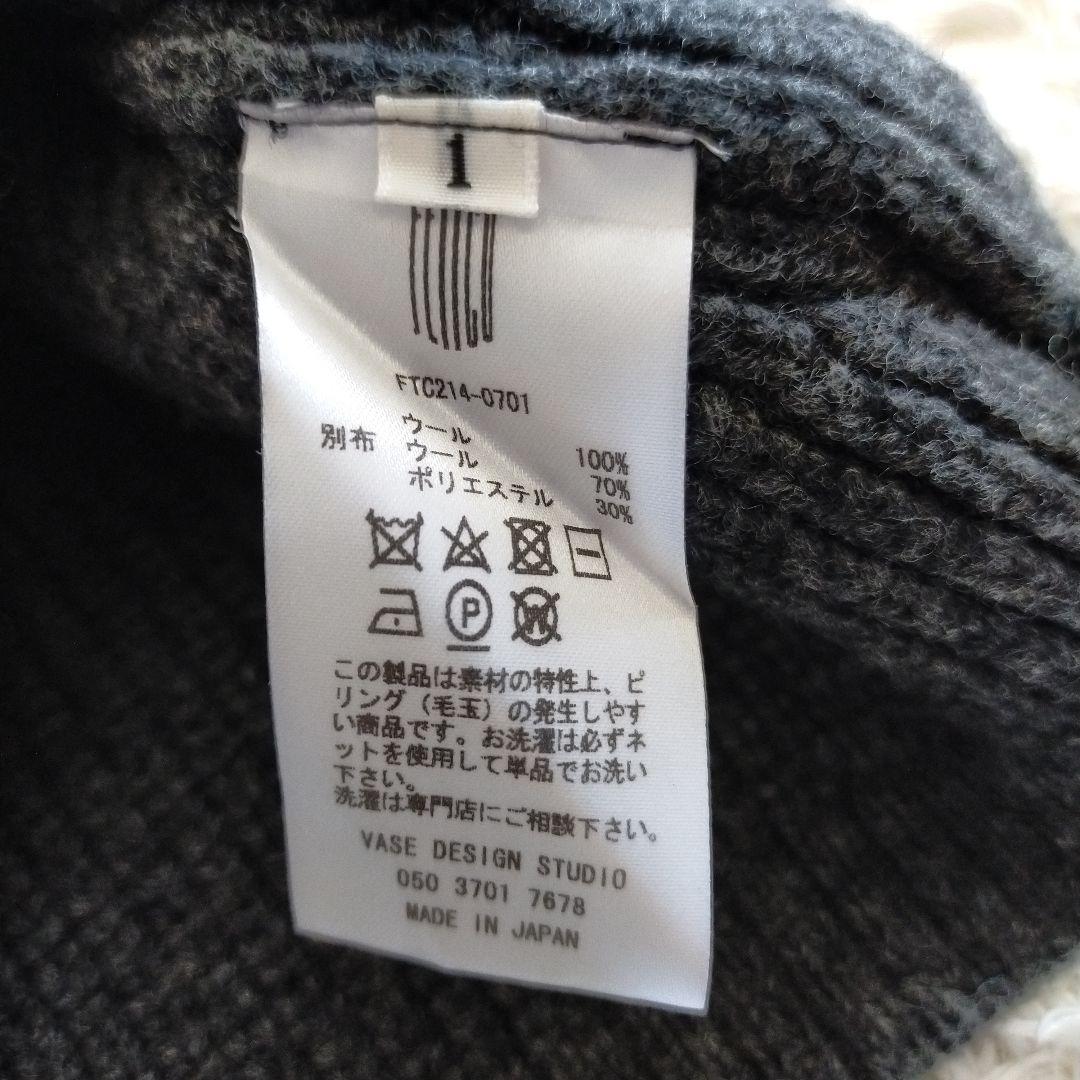 1
FTC214-0701
ウール 100%
別布 ウール 70%
ポリエステル 30%
P
W
この製品は素材の特性上、ピ
リング（毛玉）の発生しやす
い商品です。お洗濯は必ずネ
ットを使用して単品でお洗い
下さい。
洗濯は専門店にご相談下さい。
VASE DESIGN STUDIO
050 3701 7678
MADE IN JAPAN